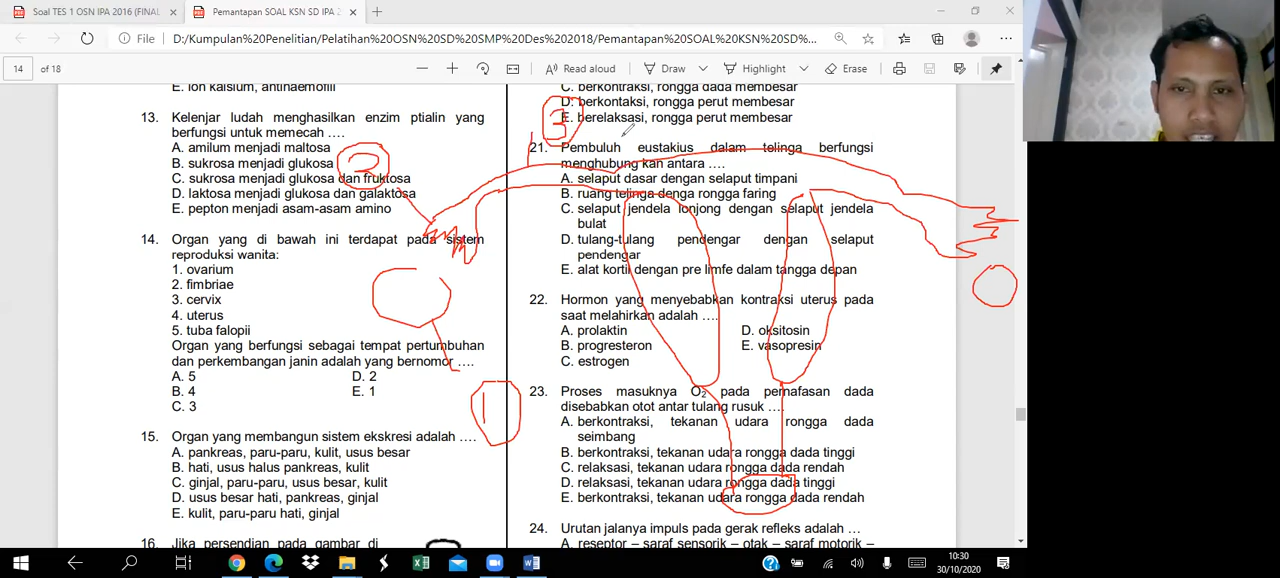 Soal TES 1 OSN IPA 2016 (FINAL
Pemantapan SOAL KSN SD IPA 2
File
D:/Kumpulan%20Penelitian/Pelatihan%20OSN%20SD%20SMP%20Des%202018/Pemantapan%20SOAL%20KSN%20SD%...
14 of 18
Read aloud
Draw
Highlight
Erase
E. ion kalsium, antihaemofili
13. Kelenjar ludah menghasilkan enzim ptialin yang
berfungsi untuk memecah ….
A. amilum menjadi maltosa
B. sukrosa menjadi glukosa
C. sukrosa menjadi glukosa dan fruktosa
D. laktosa menjadi glukosa dan galaktosa
E. pepton menjadi asam-asam amino
14. Organ yang di bawah ini terdapat pada sistem
reproduksi wanita:
1. ovarium
2. fimbriae
3. cervix
4. uterus
5. tuba falopii
Organ yang berfungsi sebagai tempat pertumbuhan
dan perkembangan janin adalah yang bernomor ….
A. 5 D. 2
B. 4 E. 1
C. 3
15. Organ yang membangun sistem ekskresi adalah ….
A. pankreas, paru-paru, kulit, usus besar
B. hati, usus halus pankreas, kulit
C. ginjal, paru-paru, usus besar, kulit
D. usus besar hati, pankreas, ginjal
E. kulit, paru-paru hati, ginjal
16. Jika persendian pada gambar di
C. berkontraksi, rongga dada membesar
D. berkontaksi, rongga perut membesar
E. berelaksasi, rongga perut membesar
21. Pembuluh eustakius dalam telinga berfungsi
menghubung kan antara ….
A. selaput dasar dengan selaput timpani
B. ruang telinga denga rongga faring
C. selaput jendela lonjong dengan selaput jendela
bulat
D. tulang-tulang pendengar dengan selaput
pendengar
E. alat kortil dengan pre limfe dalam tangga depan
22. Hormon yang menyebabkan kontraksi uterus pada
saat melahirkan adalah ….
A. prolaktin D. oksitosin
B. progresteron E. vasopresin
C. estrogen
23. Proses masuknya O2 pada pernafasan dada
disebabkan otot antar tulang rusuk ….
A. berkontraksi, tekanan udara rongga dada
seimbang
B. berkontraksi, tekanan udara rongga dada tinggi
C. relaksasi, tekanan udara rongga dada rendah
D. relaksasi, tekanan udara rongga dada tinggi
E. berkontraksi, tekanan udara rongga dada rendah
24. Urutan jalanya impuls pada gerak refleks adalah …
A. reseptor – saraf sensorik – otak – saraf motorik –
3
2
1
10:30
30/10/2020